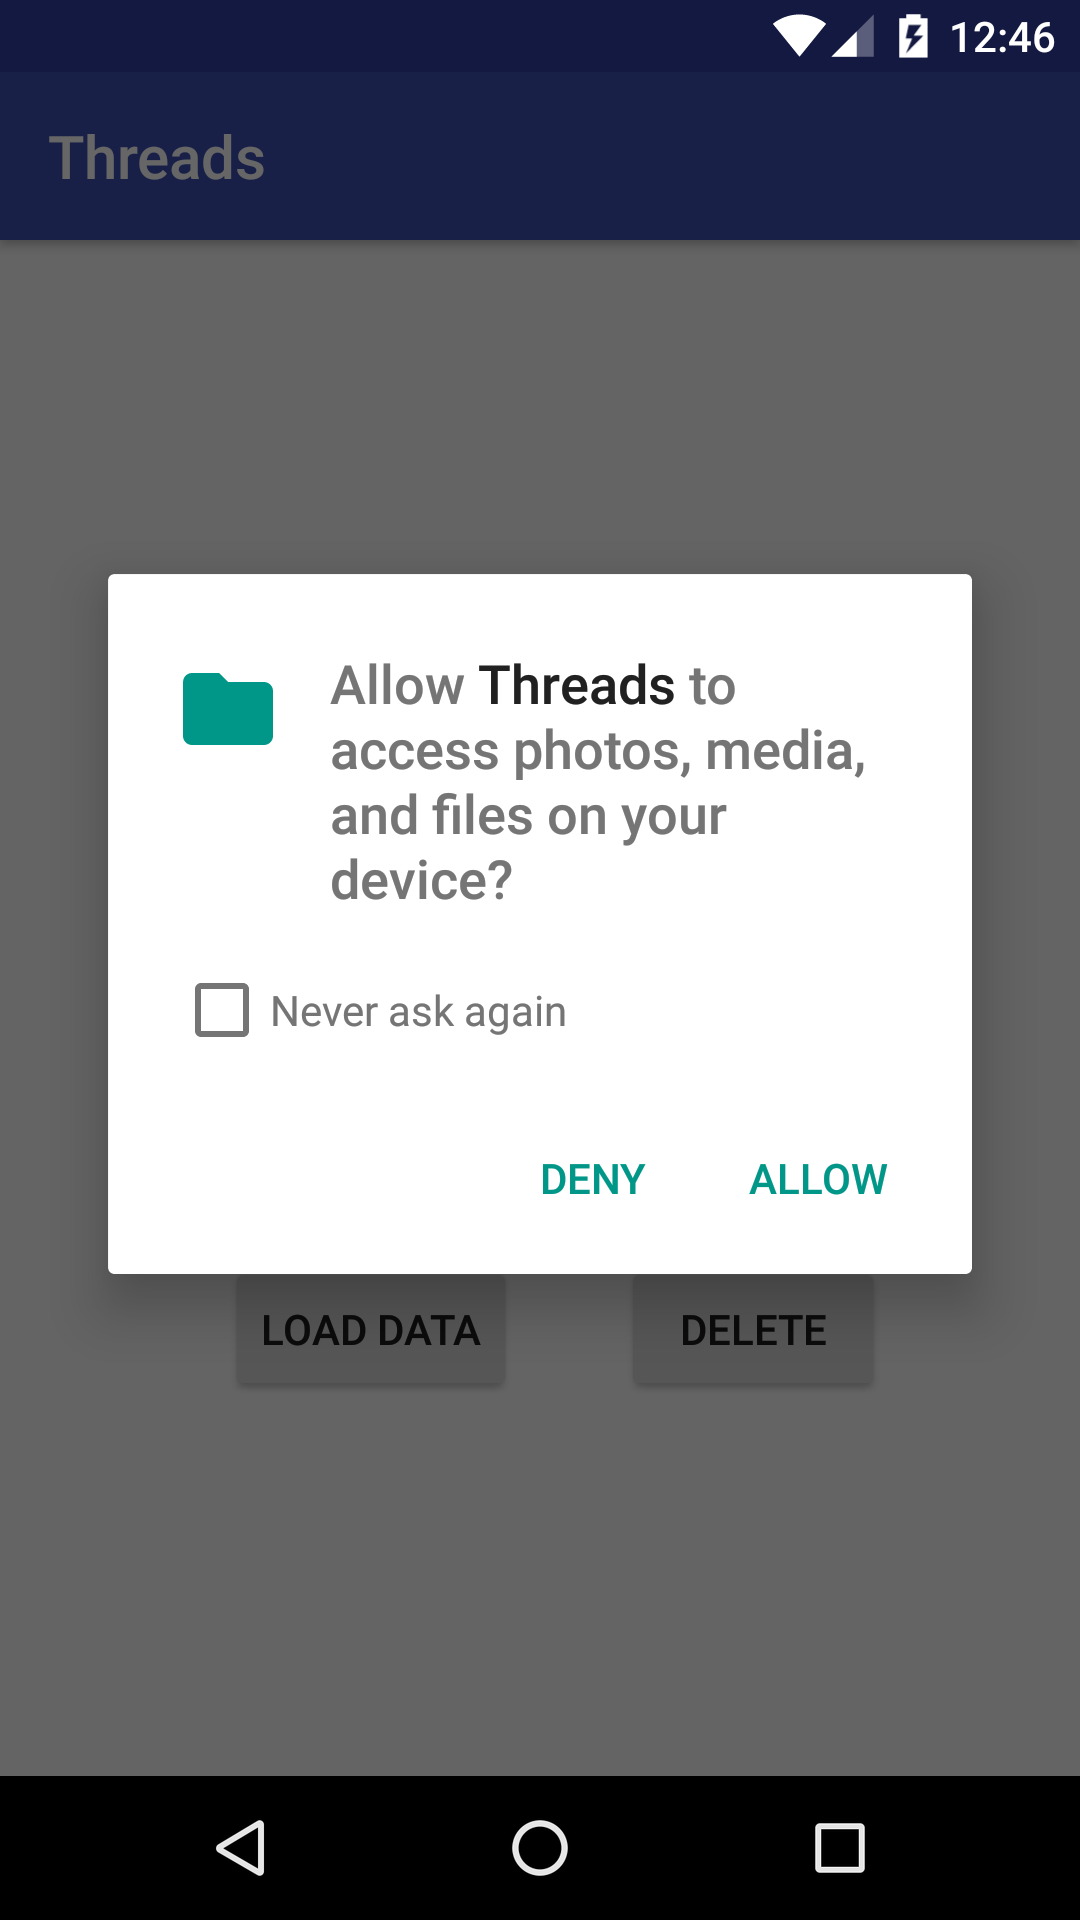 12:46
Threads
Allow Threads to
access photos, media,
and files on your
device?
Never ask again
DENY ALLOW
LOAD DATA DELETE